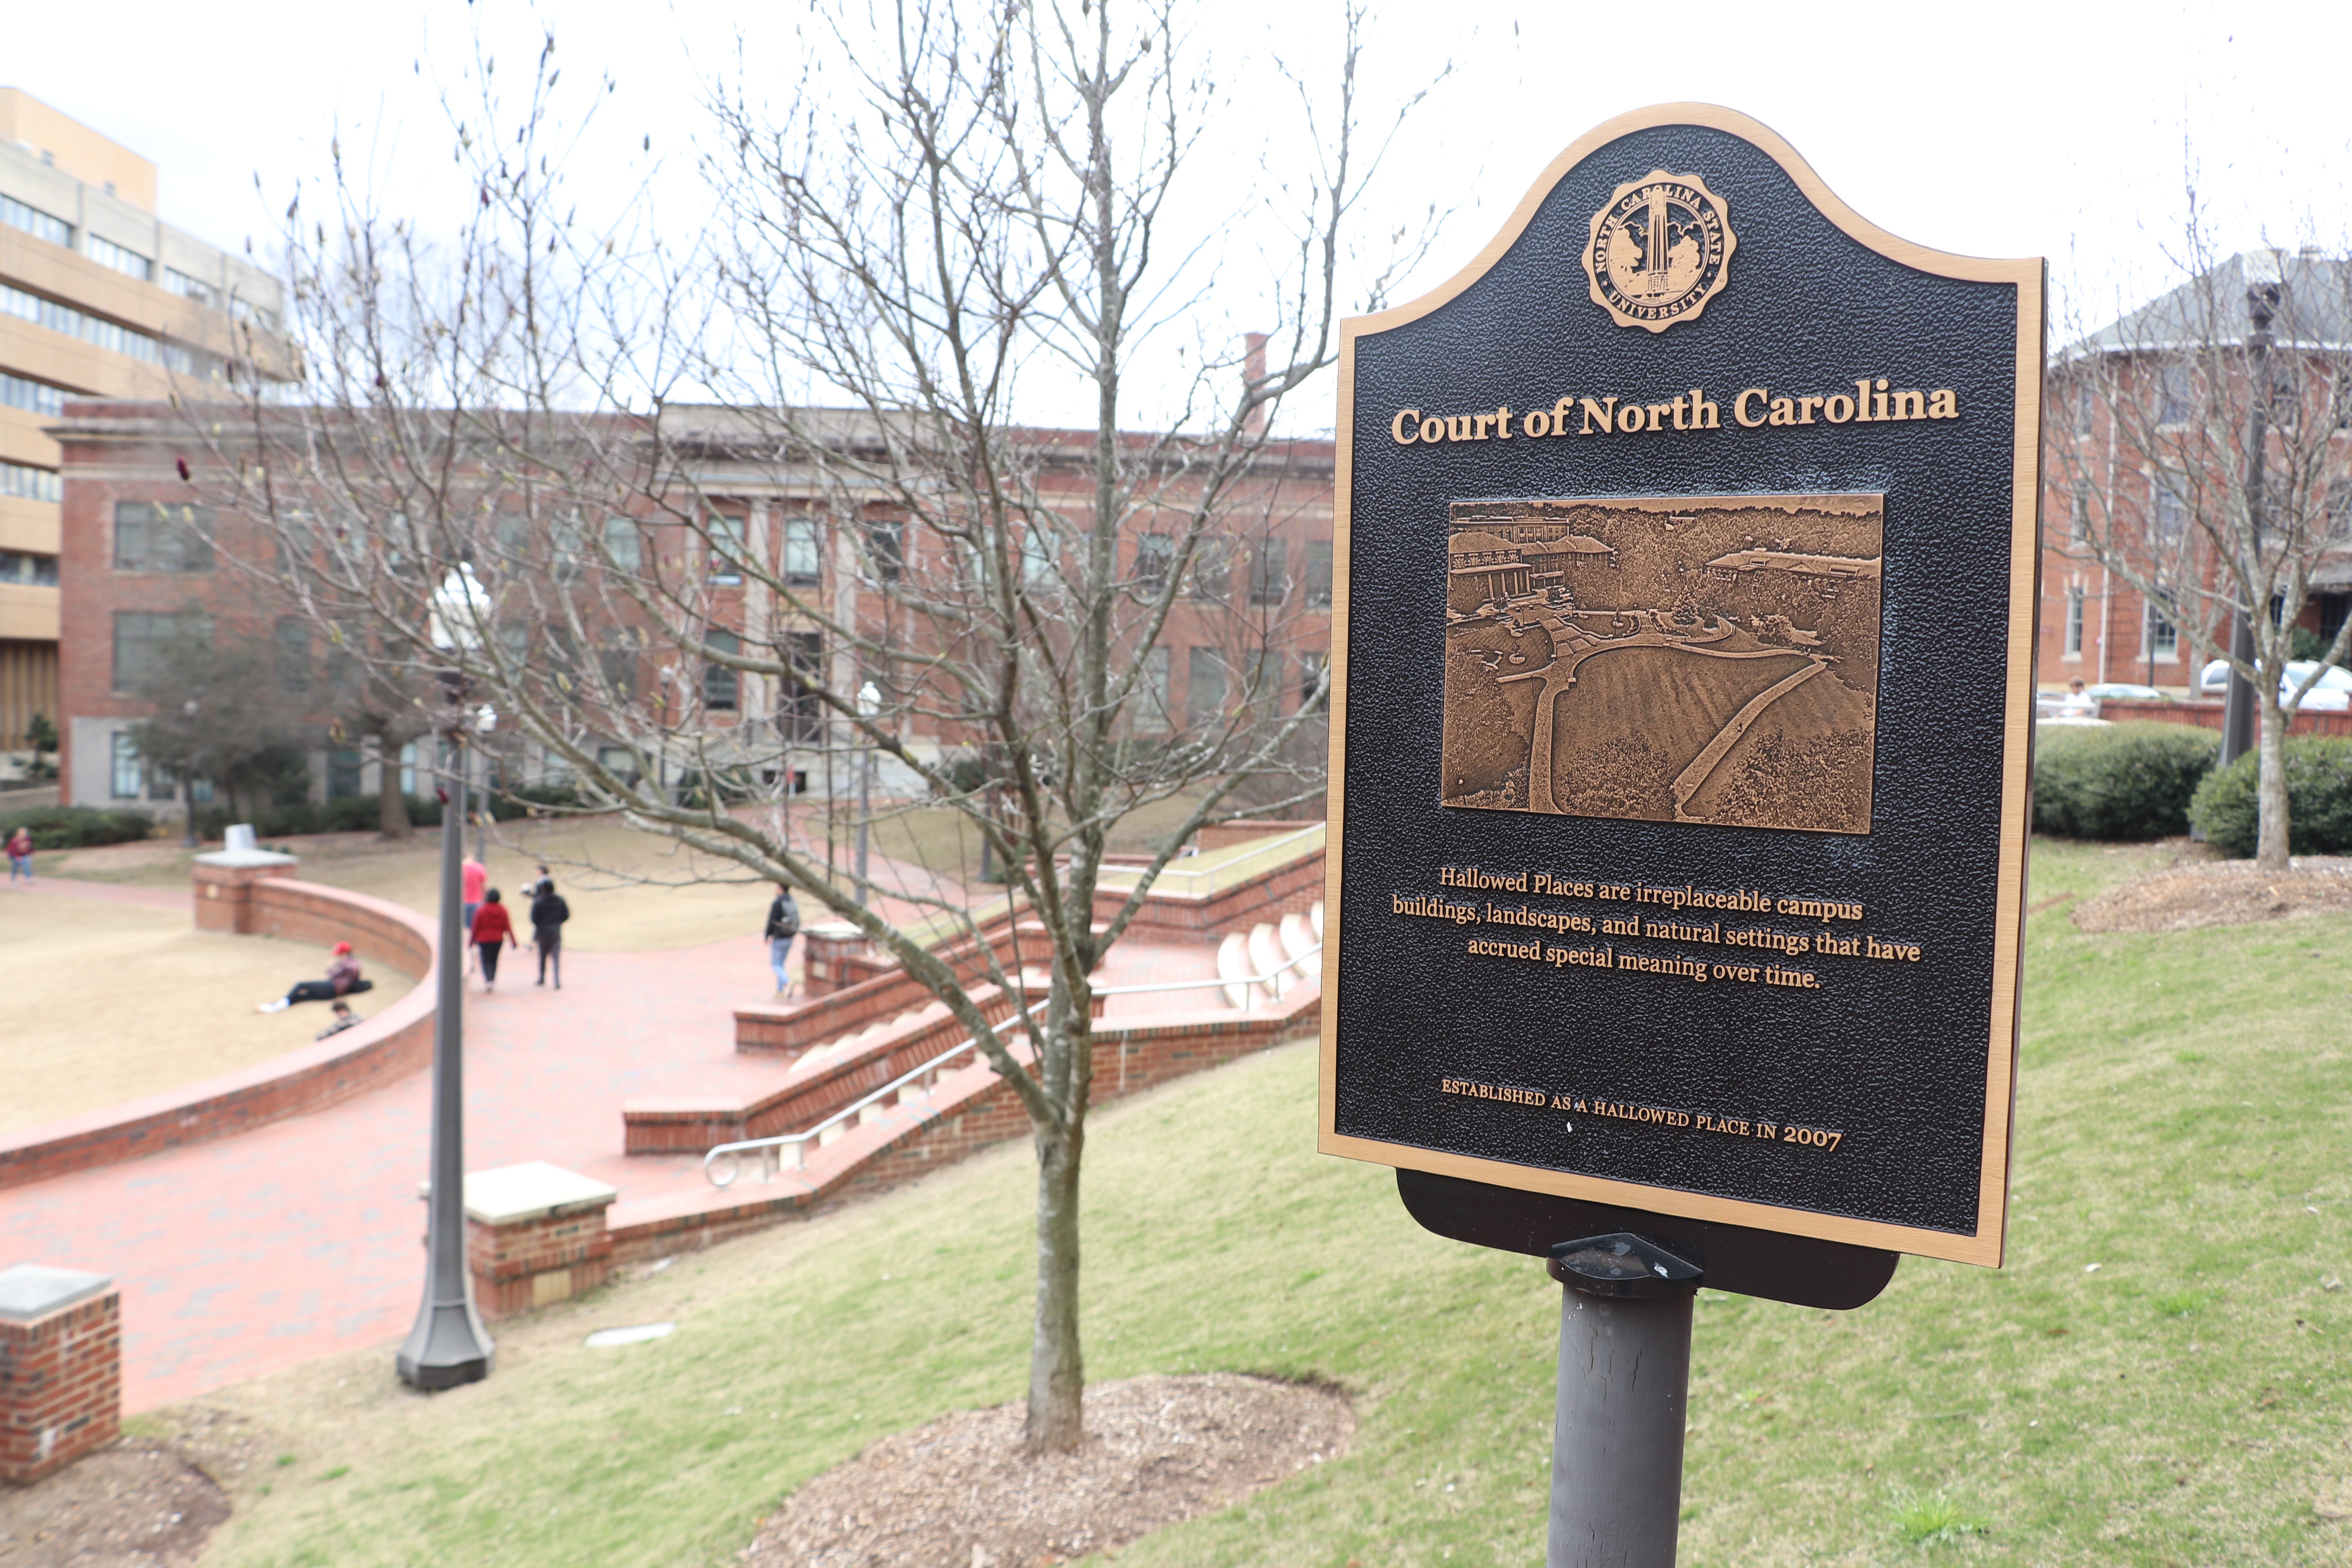 NORTH CAROLINA STATE
UNIVERSITY
Court of North Carolina
Hallowed Places are irreplaceable campus
buildings, landscapes, and natural settings that have
accrued special meaning over time.
ESTABLISHED AS A HALLOWED PLACE IN 2007